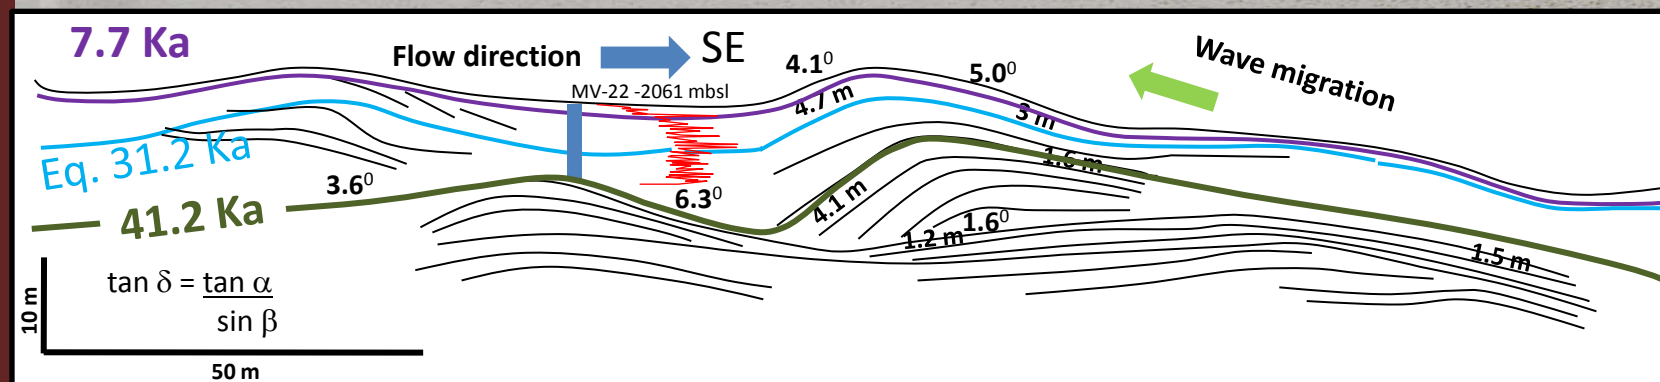 7.7 Ka
Flow direction
SE
Wave migration
4.1⁰
5.0⁰
MV-22 -2061 mbsl
4.7 m
3 m
Eq. 31.2 Ka
1.6 m
3.6⁰
6.3⁰
4.1 m
41.2 Ka
1.6⁰
1.2 m
1.5 m
tan δ = tan α
sin β
10 m
50 m